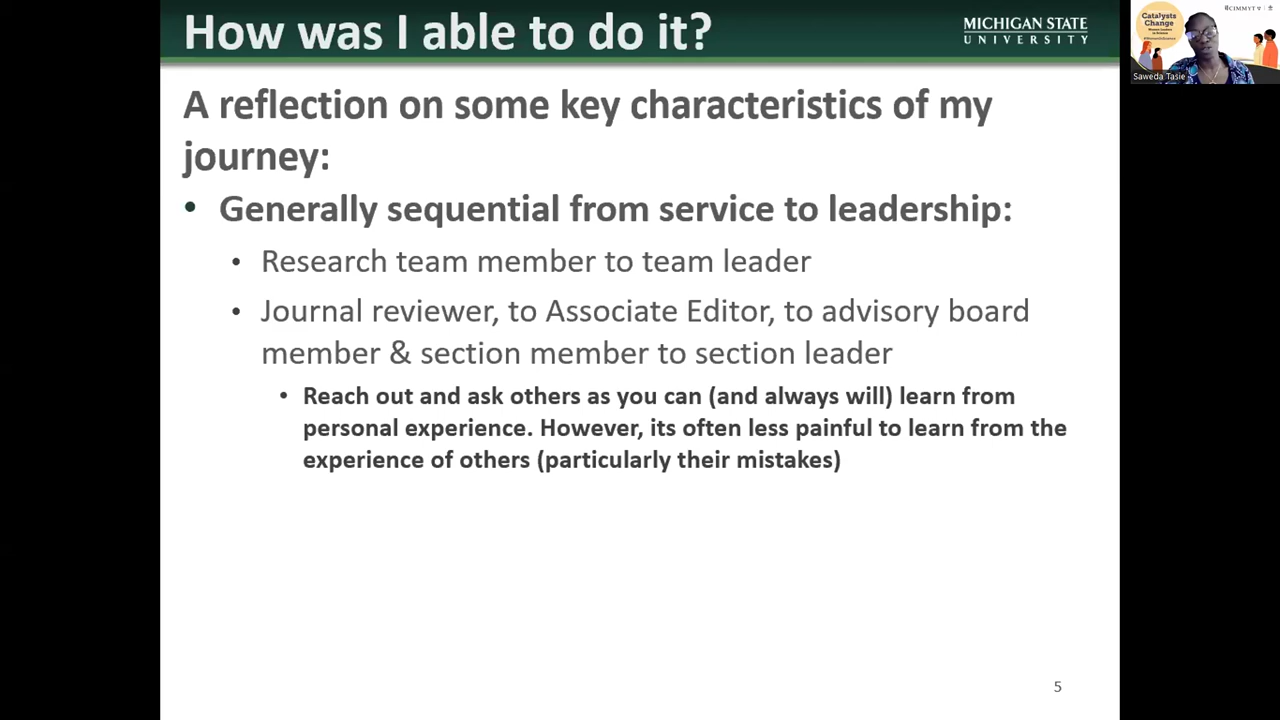 How was I able to do it?
MICHIGAN STATE
UNIVERSITY
A reflection on some key characteristics of my
journey:
• Generally sequential from service to leadership:
• Research team member to team leader
• Journal reviewer, to Associate Editor, to advisory board
member & section member to section leader
• Reach out and ask others as you can (and always will) learn from
personal experience. However, its often less painful to learn from the
experience of others (particularly their mistakes)
5
CIMMYT
Catalysts
Change
Saweda Tasie